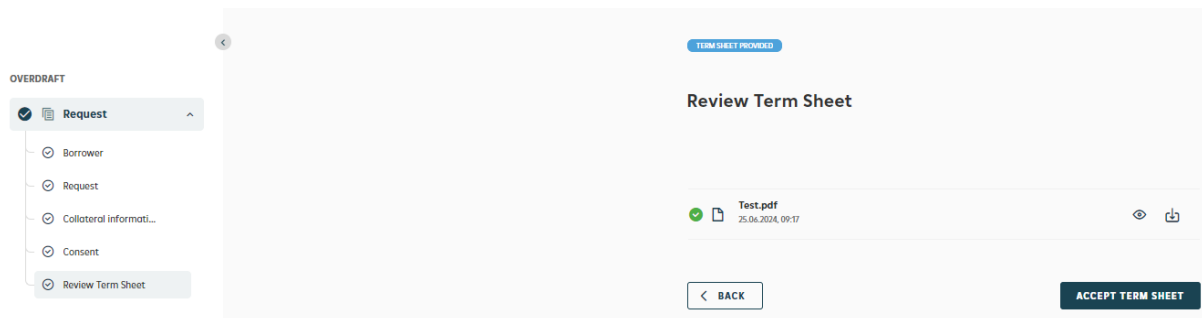 OVERDRAFT
Request
Borrower
Request
Collateral informati...
Consent
Review Term Sheet
TERM SHEET PROVIDED
Review Term Sheet
Test.pdf
25.06.2024, 09:17
BACK
ACCEPT TERM SHEET